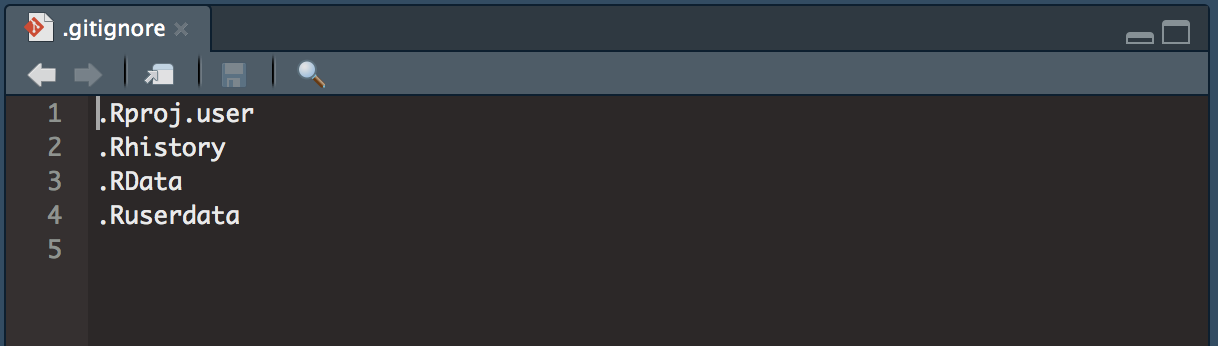 .gitignore
1 .Rproj.user
2 .Rhistory
3 .RData
4 .Ruserdata
5